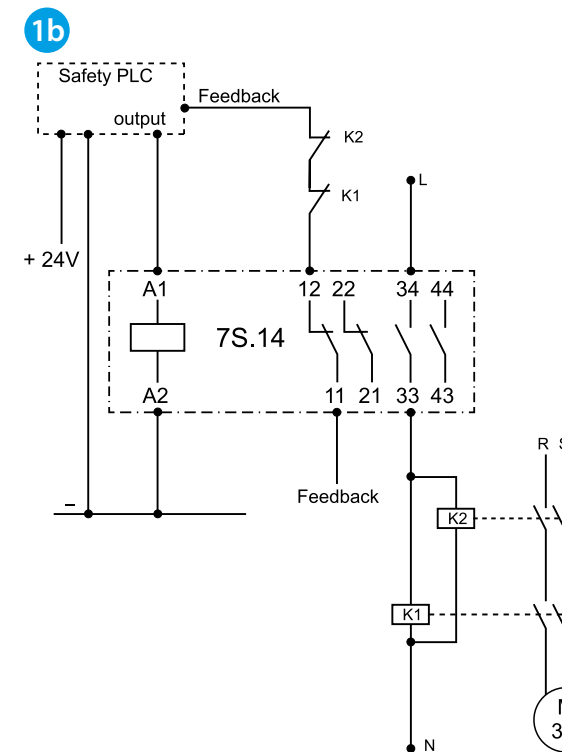 1b
Safety PLC
output
Feedback
K2
K1
L
+ 24V
A1
12 22
34 44
7S.14
A2
11 21
33 43
Feedback
–
R S
K2
K1
M
3
N